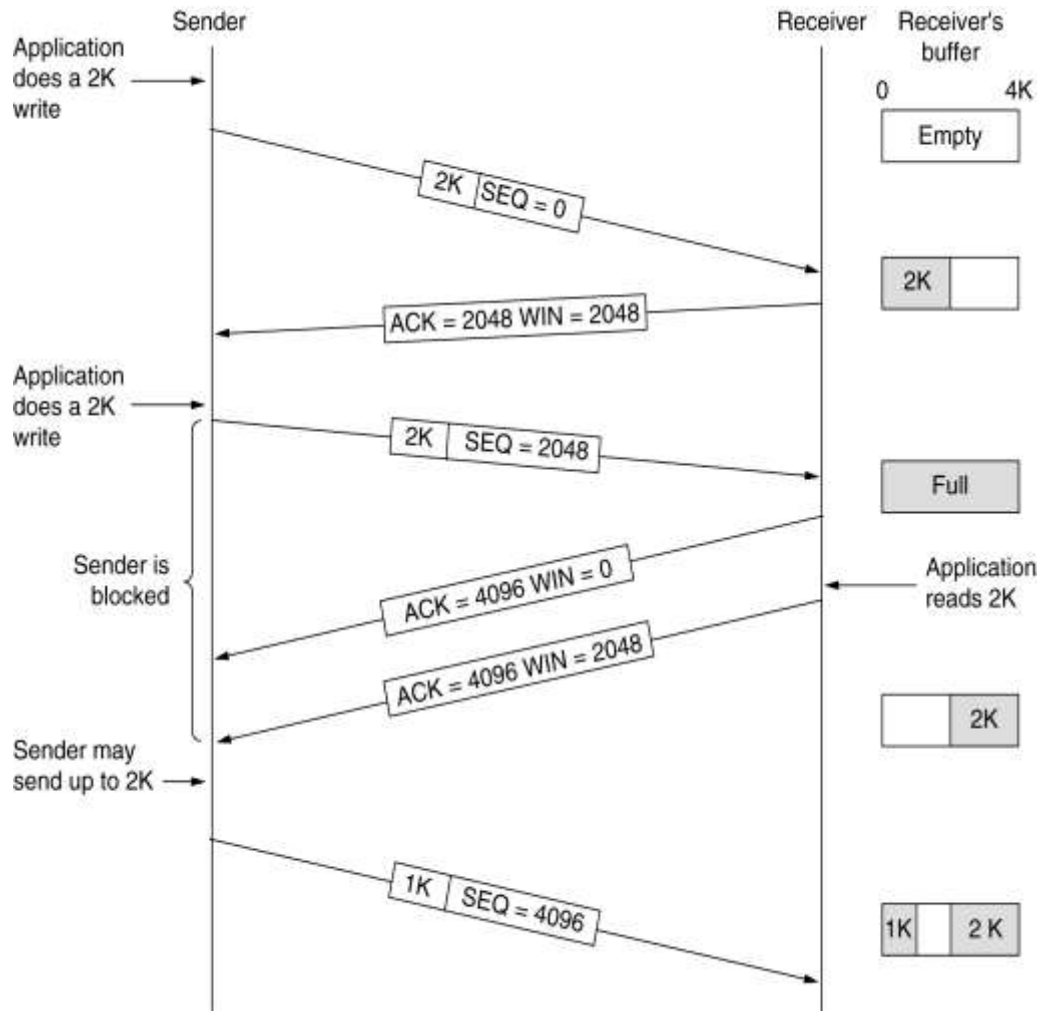 Sender
Receiver
Receiver's
buffer
Application
does a 2K
write
0
4K
Empty
2K
SEQ = 0
2K
ACK = 2048 WIN = 2048
Application
does a 2K
write
2K
SEQ = 2048
Full
Sender is
blocked
ACK = 4096 WIN = 0
Application
reads 2K
ACK = 4096 WIN = 2048
2K
Sender may
send up to 2K
1K
SEQ = 4096
1K
2 K